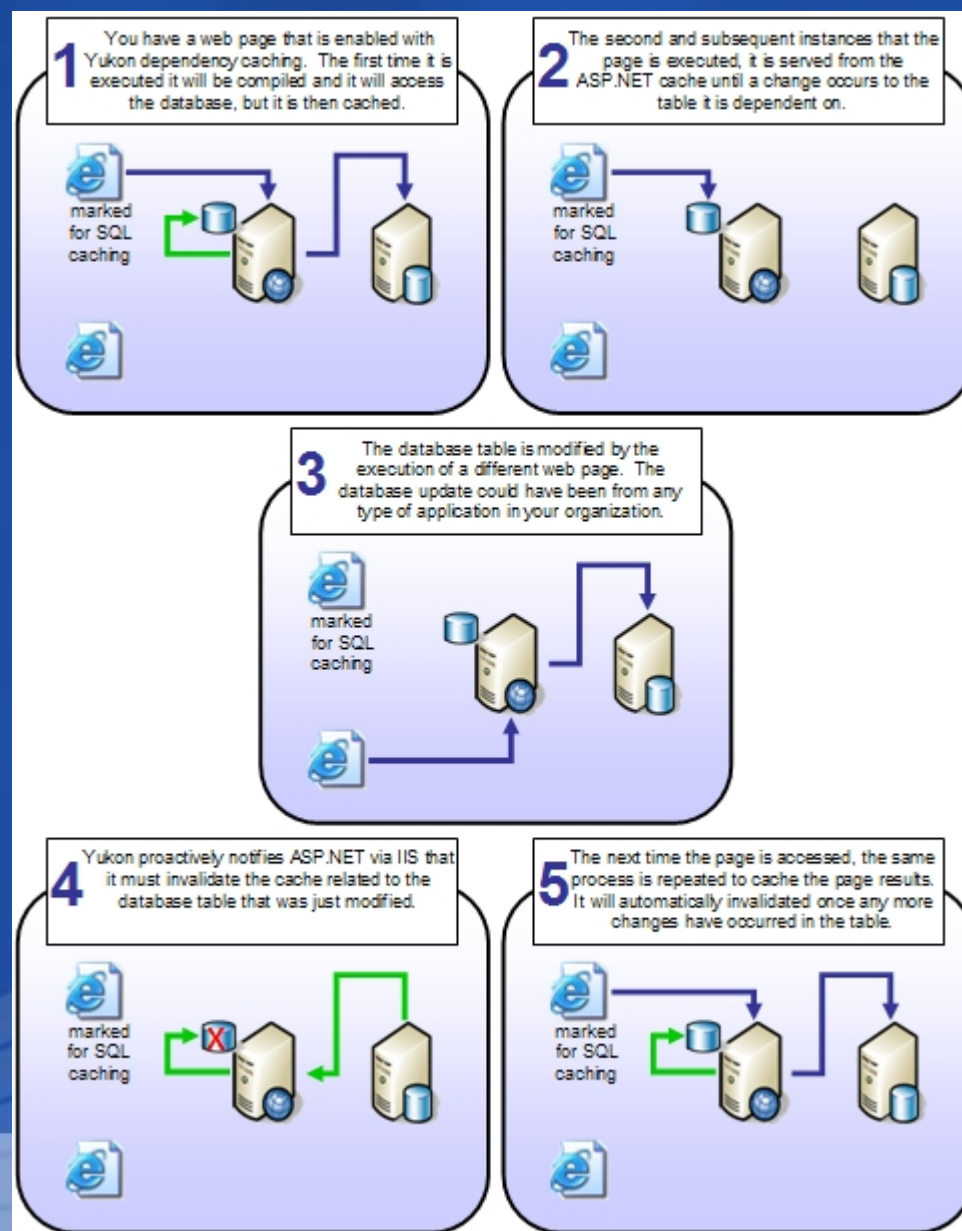 1
You have a web page that is enabled with
Yukon dependency caching. The first time it is
executed it will be compiled and it will access
the database, but it is then cached.
marked
for SQL
caching
2
The second and subsequent instances that the
page is executed, it is served from the
ASP.NET cache until a change occurs to the
table it is dependent on.
marked
for SQL
caching
3
The database table is modified by the
execution of a different web page. The
database update could have been from any
type of application in your organization.
marked
for SQL
caching
4
Yukon proactively notifies ASP.NET via IIS that
it must invalidate the cache related to the
database table that was just modified.
X
marked
for SQL
caching
5
The next time the page is accessed, the same
process is repeated to cache the page results.
It will automatically invalidated once any more
changes have occurred in the table.
marked
for SQL
caching